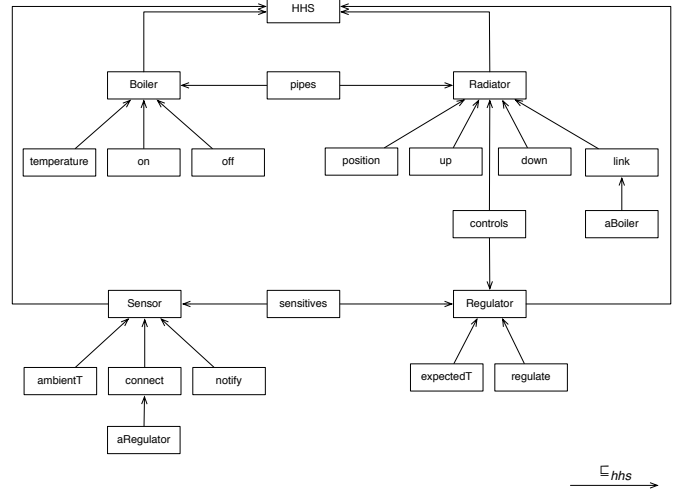 HHS
Boiler
pipes
Radiator
temperature
on
off
position
up
down
link
controls
aBoiler
Sensor
sensitives
Regulator
ambientT
connect
notify
expectedT
regulate
aRegulator
⊑hhs